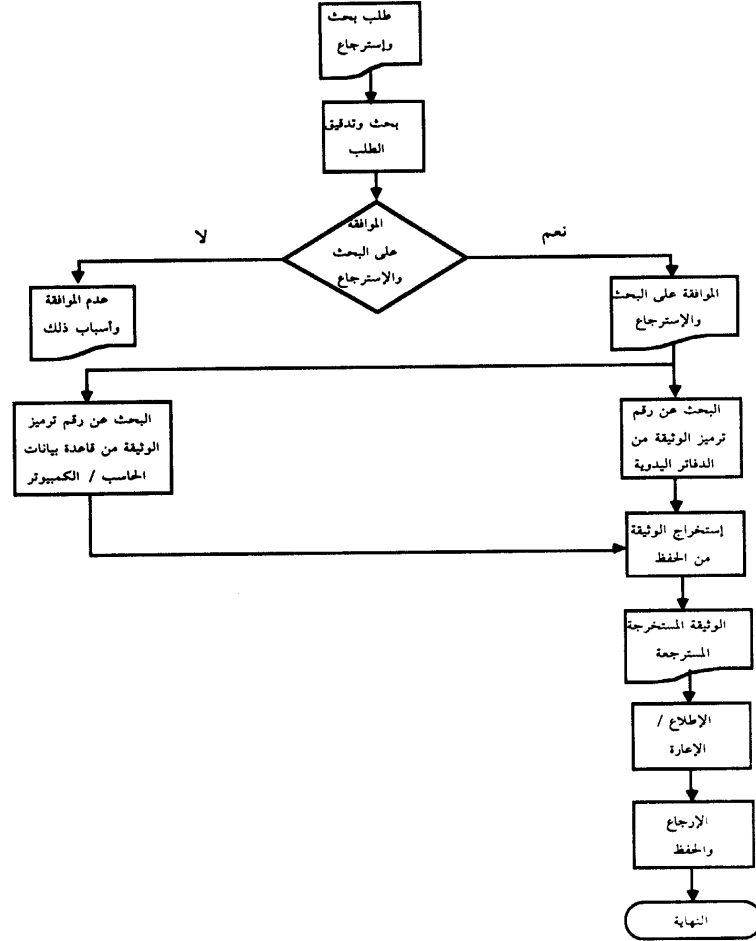 طلب بحث
وإسترجاع
بحث وتدقيق
الطلب
الموافقة
على البحث
والإسترجاع
نعم
لا
الموافقة على البحث
والإسترجاع
عدم الموافقة
وأسباب ذلك
البحث عن رقم
ترميز الوثيقة من
الدفاتر اليدوية
البحث عن رقم ترميز
الوثيقة من قاعدة بيانات
الحاسب / الكمبيوتر
إستخراج الوثيقة
من الحفظ
الوثيقة المستخرجة
المسترجعة
الإطلاع /
الإعارة
الإرجاع
والحفظ
النهاية